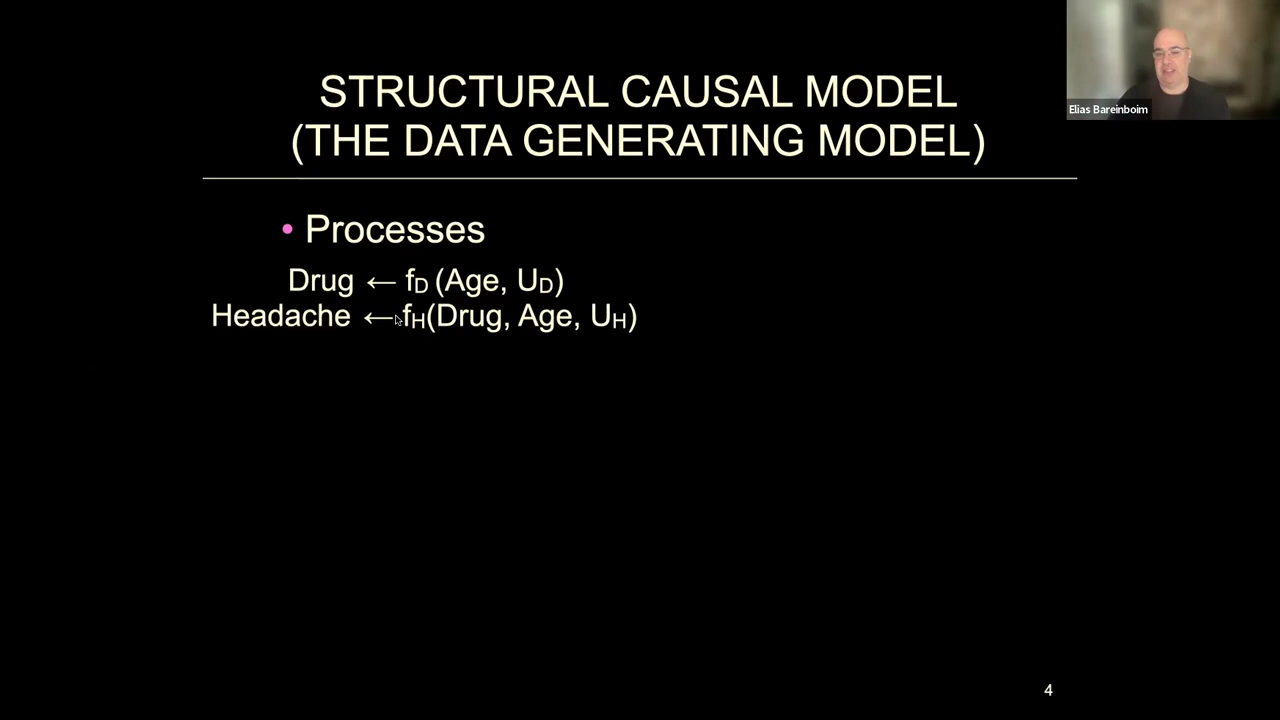 STRUCTURAL CAUSAL MODEL
(THE DATA GENERATING MODEL)
Elias Bareinboim
• Processes
Drug ← fD (Age, UD)
Headache ← fH(Drug, Age, UH)
4